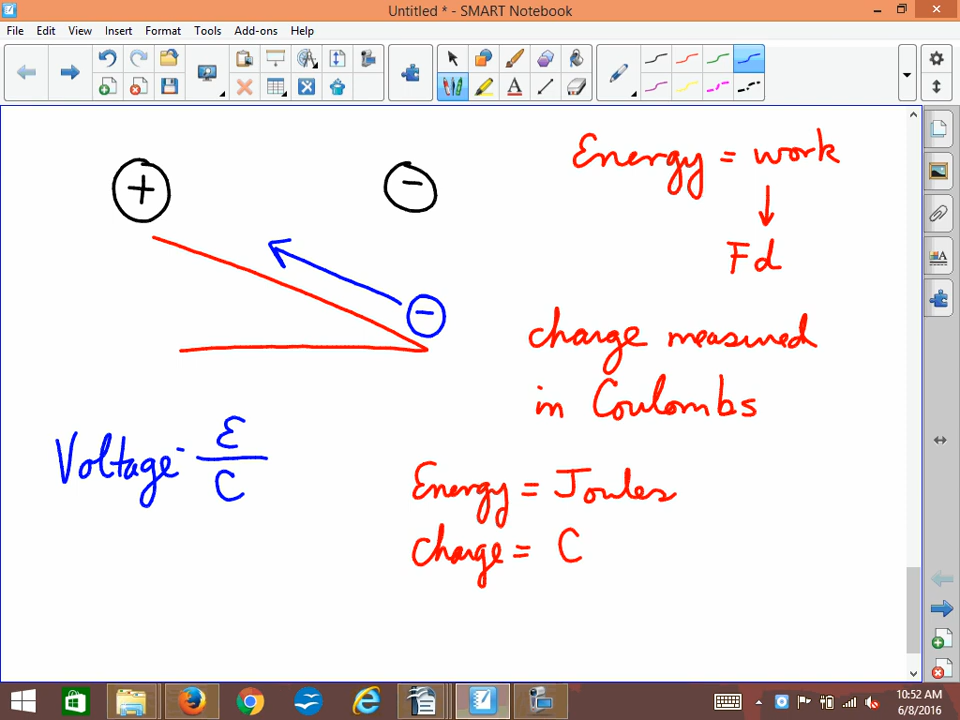 Untitled * - SMART Notebook
File Edit View Insert Format Tools Add-ons Help
+ −
Energy = work
↓
Fd
−
charge measured
in Coulombs
Voltage = E/C
Energy = Joules
charge = C
10:52 AM
6/8/2016